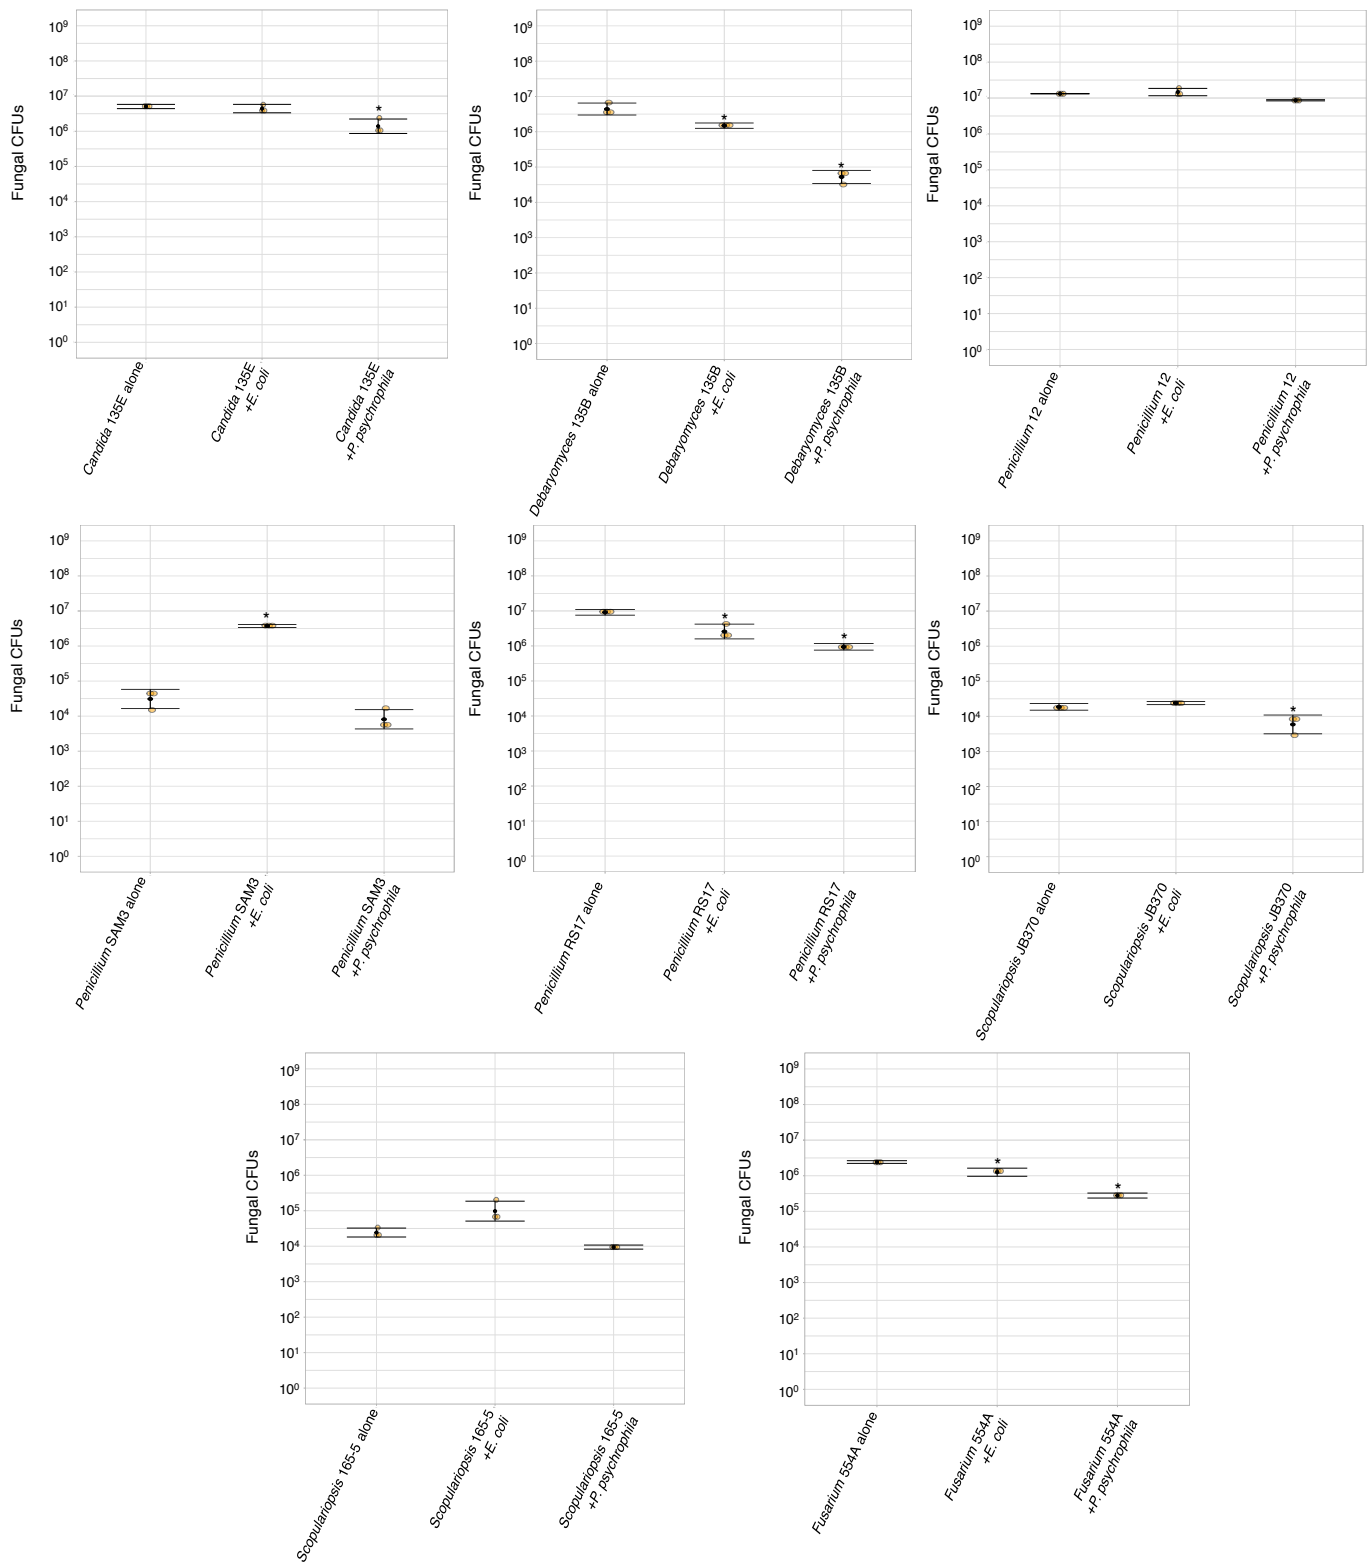 Fungal CFUs
10⁹
10⁸
10⁷
10⁶
10⁵
10⁴
10³
10²
10¹
10⁰
*
Candida 135E alone
Candida 135E
+E. coli
Candida 135E
+P. psychrophila
Fungal CFUs
10⁹
10⁸
10⁷
10⁶
10⁵
10⁴
10³
10²
10¹
10⁰
*
*
Debaryomyces 135B alone
Debaryomyces 135B
+E. coli
Debaryomyces 135B
+P. psychrophila
Fungal CFUs
10⁹
10⁸
10⁷
10⁶
10⁵
10⁴
10³
10²
10¹
10⁰
Penicillium 12 alone
Penicillium 12
+E. coli
Penicillium 12
+P. psychrophila
Fungal CFUs
10⁹
10⁸
10⁷
10⁶
10⁵
10⁴
10³
10²
10¹
10⁰
*
Penicillium SAM3 alone
Penicillium SAM3
+E. coli
Penicillium SAM3
+P. psychrophila
Fungal CFUs
10⁹
10⁸
10⁷
10⁶
10⁵
10⁴
10³
10²
10¹
10⁰
*
*
Penicillium RS17 alone
Penicillium RS17
+E. coli
Penicillium RS17
+P. psychrophila
Fungal CFUs
10⁹
10⁸
10⁷
10⁶
10⁵
10⁴
10³
10²
10¹
10⁰
*
Scopulariopsis JB370 alone
Scopulariopsis JB370
+E. coli
Scopulariopsis JB370
+P. psychrophila
Fungal CFUs
10⁹
10⁸
10⁷
10⁶
10⁵
10⁴
10³
10²
10¹
10⁰
Scopulariopsis 165-5 alone
Scopulariopsis 165-5
+E. coli
Scopulariopsis 165-5
+P. psychrophila
Fungal CFUs
10⁹
10⁸
10⁷
10⁶
10⁵
10⁴
10³
10²
10¹
10⁰
*
*
Fusarium 554A alone
Fusarium 554A
+E. coli
Fusarium 554A
+P. psychrophila